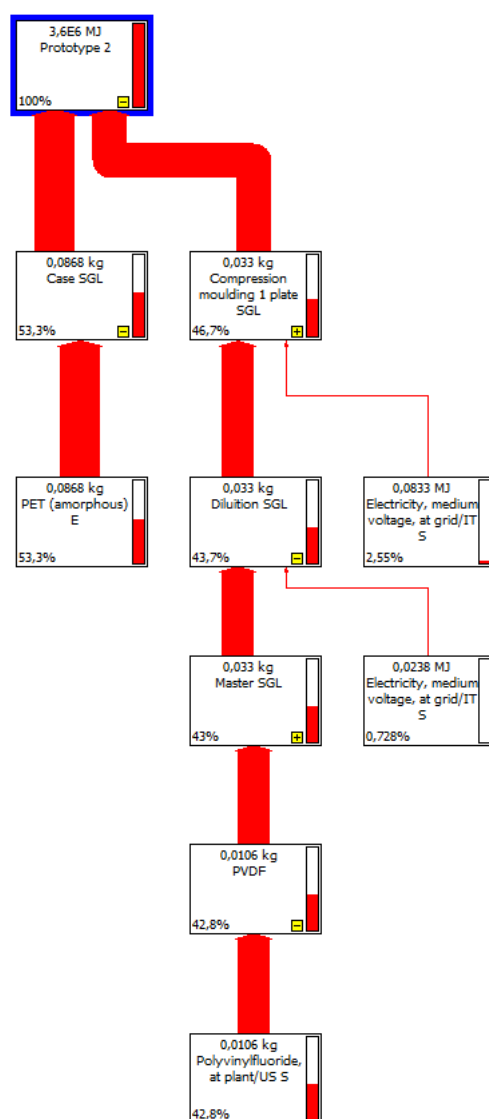 3,6E6 MJ
Prototype 2
100%
0,0868 kg
Case SGL
53,3%
0,033 kg
Compression
moulding 1 plate
SGL
46,7%
0,0868 kg
PET (amorphous)
E
53,3%
0,033 kg
Diluition SGL
43,7%
0,0833 MJ
Electricity, medium
voltage, at grid/IT
S
2,55%
0,033 kg
Master SGL
43%
0,0238 MJ
Electricity, medium
voltage, at grid/IT
S
0,728%
0,0106 kg
PVDF
42,8%
0,0106 kg
Polyvinylfluoride,
at plant/US S
42,8%